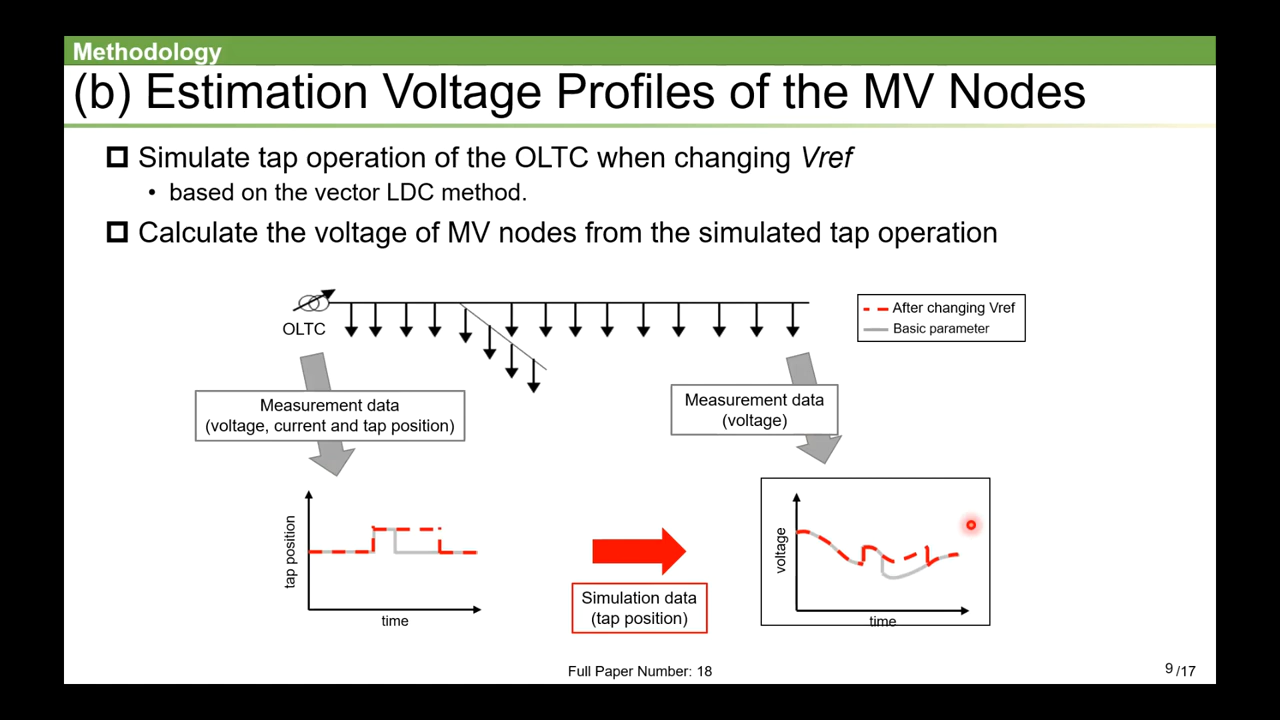 Methodology
(b) Estimation Voltage Profiles of the MV Nodes
Simulate tap operation of the OLTC when changing Vref
• based on the vector LDC method.
Calculate the voltage of MV nodes from the simulated tap operation
OLTC
After changing Vref
Basic parameter
Measurement data
(voltage, current and tap position)
Measurement data
(voltage)
tap position
time
Simulation data
(tap position)
voltage
time
Full Paper Number: 18
9/17